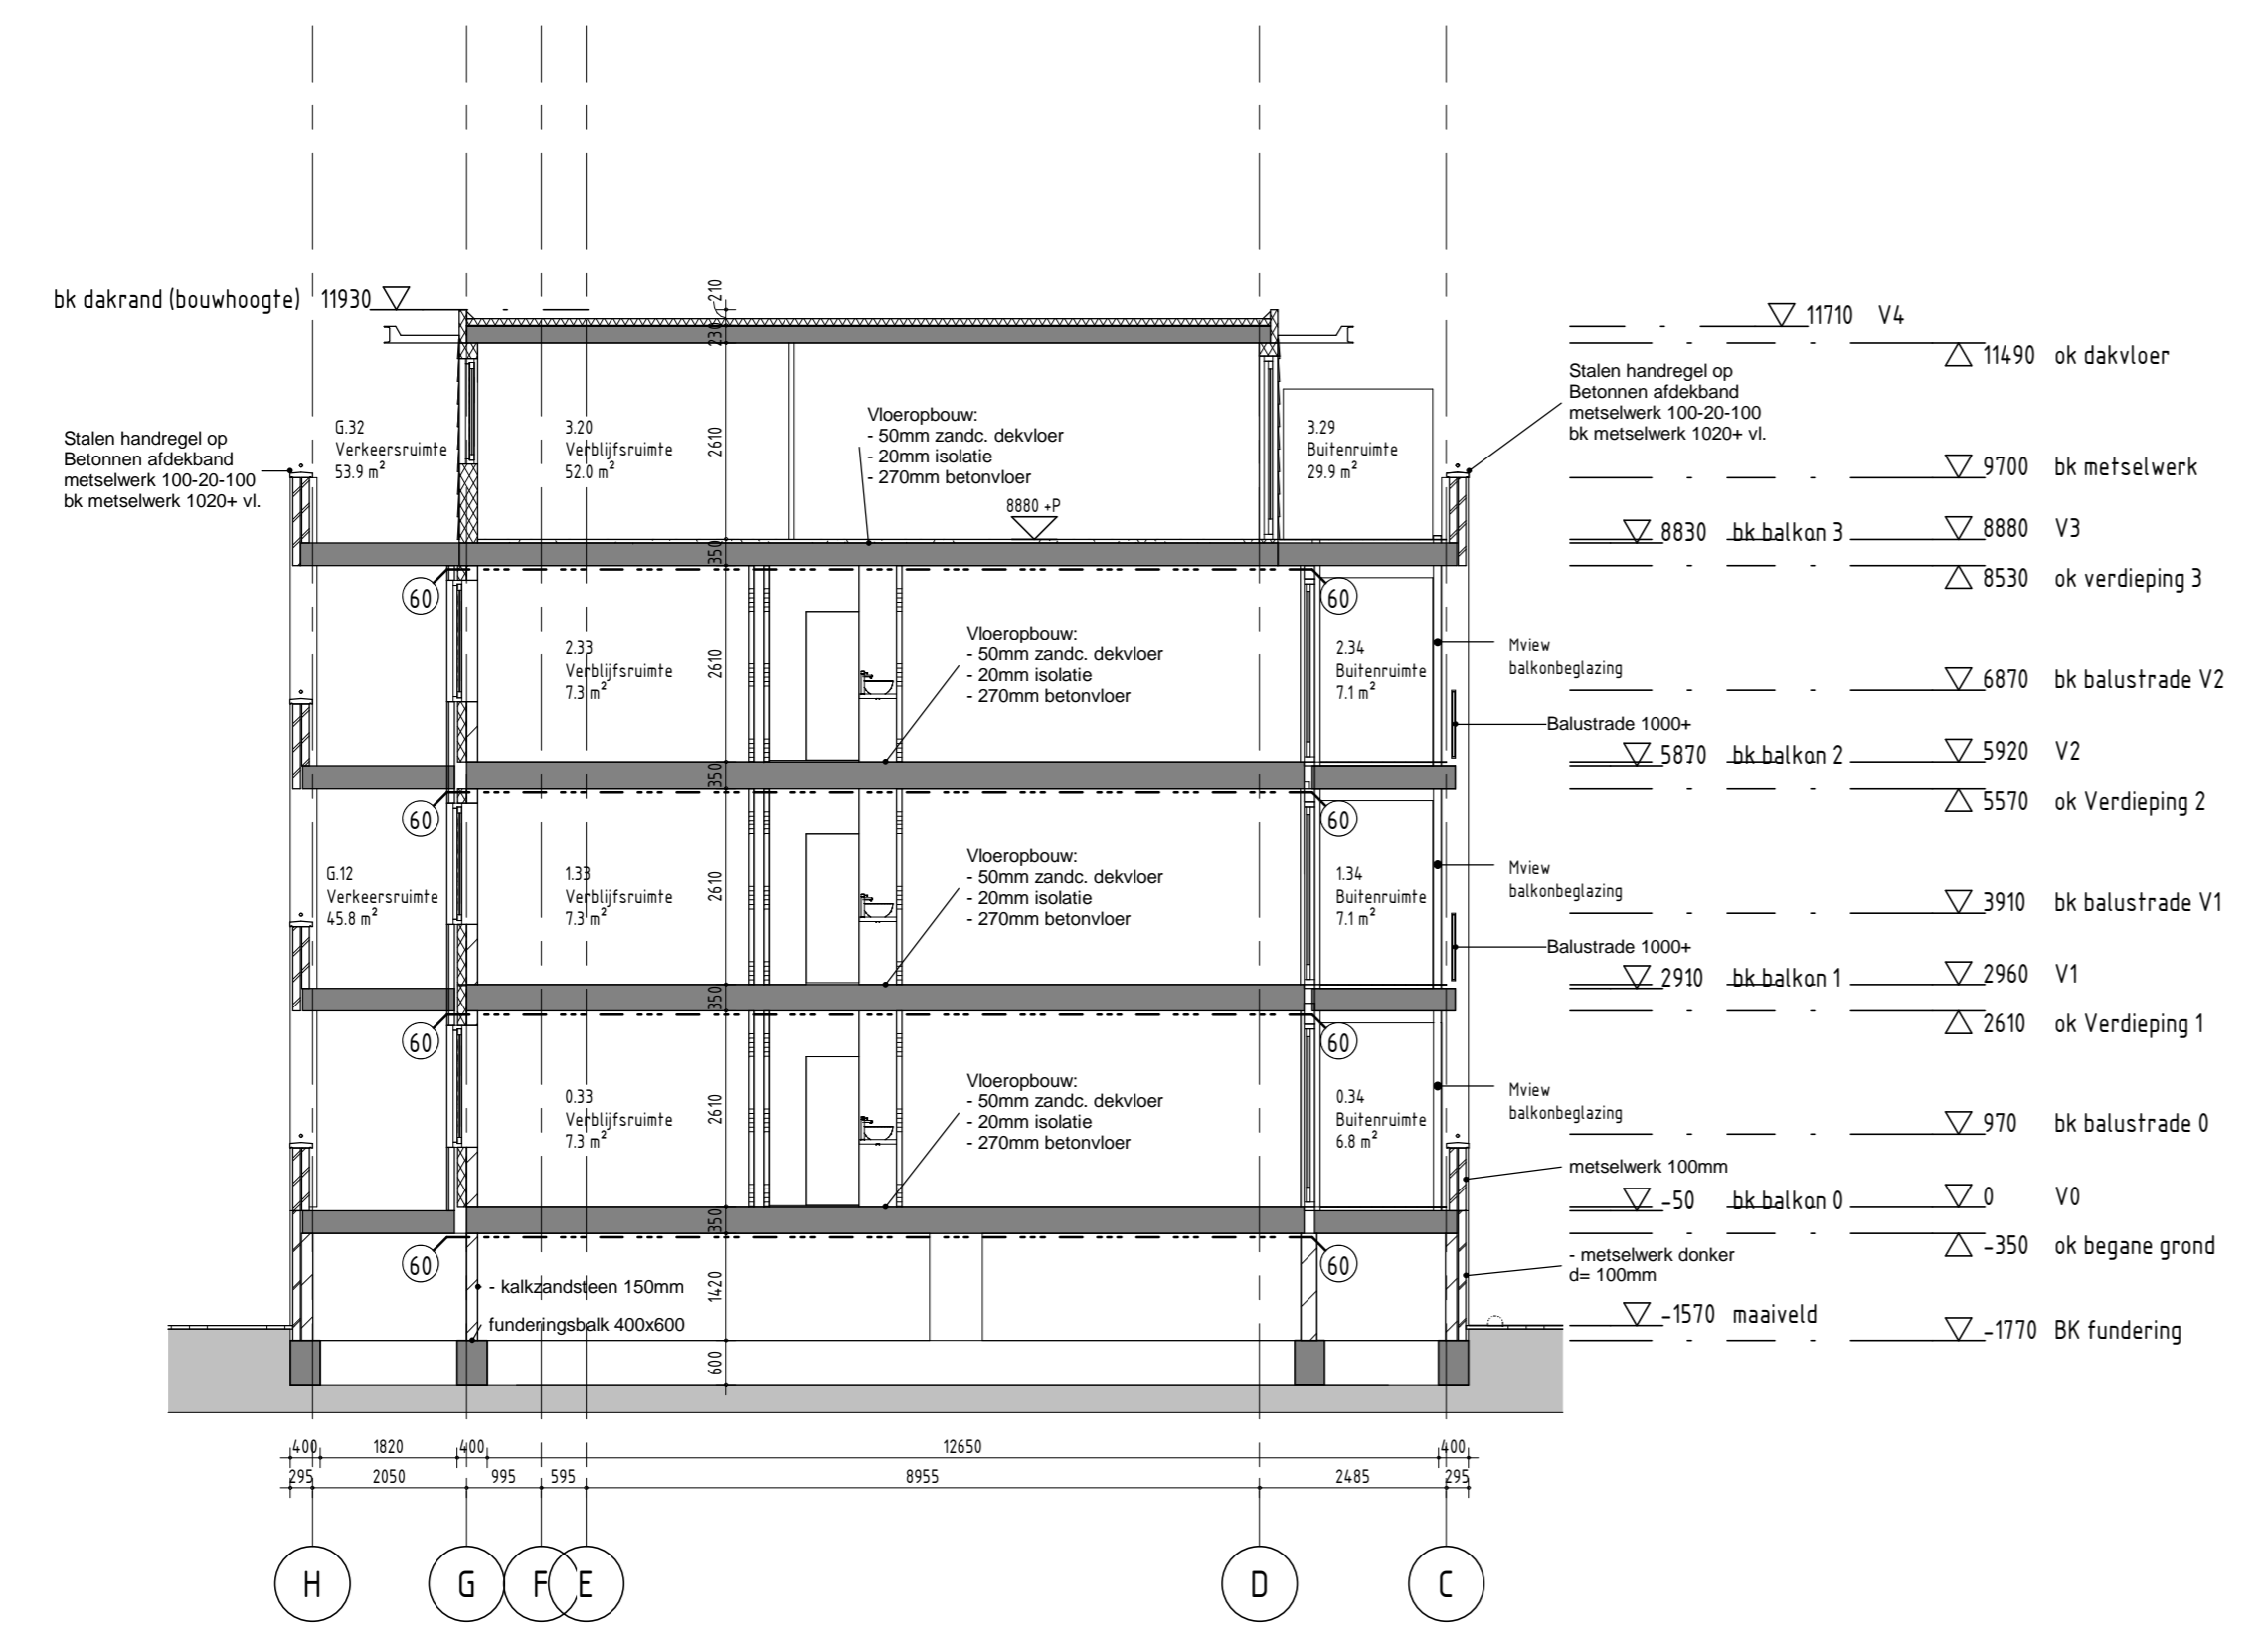 210
bk dakrand (bouwhoogte) 11930
11710 V4
230
11490 ok dakvloer
Stalen handregel op
Betonnen afdekband
metselwerk 100-20-100
bk metselwerk 1020+ vl.
Stalen handregel op
Betonnen afdekband
metselwerk 100-20-100
bk metselwerk 1020+ vl.
G.32
Verkeersruimte
53.9 m²
3.20
Verblijfsruimte
52.0 m²
2610
Vloeropbouw:
- 50mm zandc. dekvloer
- 20mm isolatie
- 270mm betonvloer
8880 +P
3.29
Buitenruimte
29.9 m²
9700 bk metselwerk
8830 bk balkon 3
8880 V3
350
8530 ok verdieping 3
60
60
2.33
Verblijfsruimte
7.3 m²
2610
Vloeropbouw:
- 50mm zandc. dekvloer
- 20mm isolatie
- 270mm betonvloer
2.34
Buitenruimte
7.1 m²
Mview
balkonbeglazing
6870 bk balustrade V2
Balustrade 1000+
5870 bk balkon 2
5920 V2
350
5570 ok Verdieping 2
60
60
G.12
Verkeersruimte
45.8 m²
1.33
Verblijfsruimte
7.3 m²
2610
Vloeropbouw:
- 50mm zandc. dekvloer
- 20mm isolatie
- 270mm betonvloer
1.34
Buitenruimte
7.1 m²
Mview
balkonbeglazing
3910 bk balustrade V1
Balustrade 1000+
2910 bk balkon 1
2960 V1
350
2610 ok Verdieping 1
60
60
0.33
Verblijfsruimte
7.3 m²
2610
Vloeropbouw:
- 50mm zandc. dekvloer
- 20mm isolatie
- 270mm betonvloer
0.34
Buitenruimte
6.8 m²
Mview
balkonbeglazing
970 bk balustrade 0
metselwerk 100mm
-50 bk balkon 0
0 V0
350
-350 ok begane grond
60
60
- metselwerk donker
d= 100mm
- kalkzandsteen 150mm
1420
funderingsbalk 400x600
-1570 maaiveld
-1770 BK fundering
600
400 1820 400 12650 400
295 2050 995 595 8955 2485 295
H G F E D C